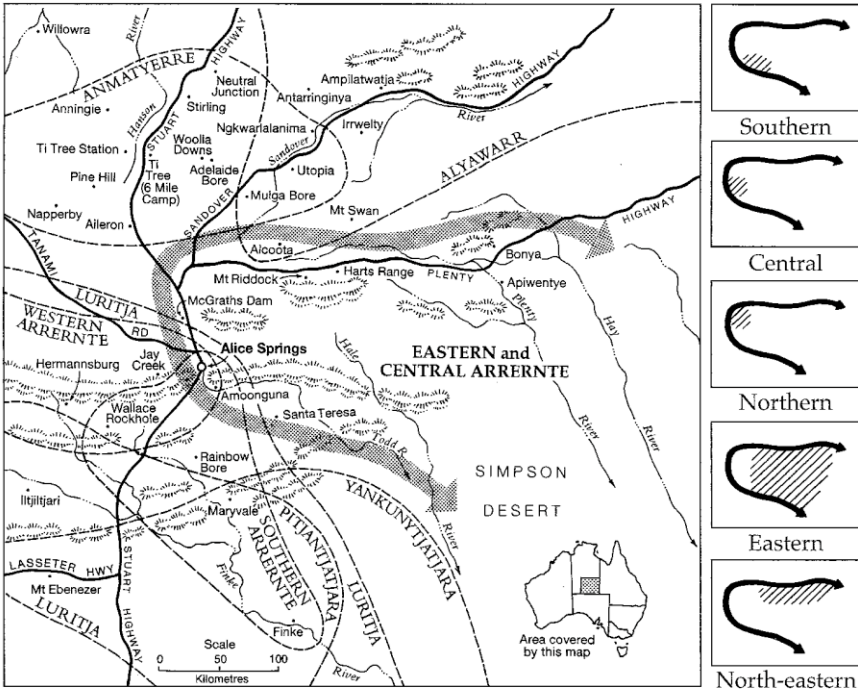 Willowra
River
HIGHWAY
ANMATYERRE
Neutral
Junction
Ampilatwatja
Antarringinya
HIGHWAY
Anningie
Hanson
STUART
Stirling
Ngkwarlalanima
Irrwelty
River
Ti Tree Station
Woolla
Downs
Sandover
Ti
Tree
(6 Mile
Camp)
Adelaide
Bore
Utopia
ALYAWARR
Pine Hill
Mulga Bore
Napperby
Aileron
SANDOVER
Mt Swan
HIGHWAY
TANAMI
Alcoota
Bonya
Mt Riddock
Harts Range
PLENTY
Apiwentye
Plenty
Hay
LURITJA
McGraths Dam
WESTERN
ARRERNTE
RD
Alice Springs
Hale
EASTERN and
CENTRAL ARRERNTE
Hermannsburg
Jay
Creek
Amoonguna
Wallace
Rockhole
Santa Teresa
Todd R.
River
River
Rainbow
Bore
SIMPSON
DESERT
Iltjiltjari
Maryvale
YANKUNYTJATJARA
PITJANTJATJARA
SOUTHERN
ARRERNTE
River
LASSETER HWY
STUART
HIGHWAY
Finke
Mt Ebenezer
LURITJA
LURITJA
Finke
River
Scale
0 50 100
Kilometres
Area covered
by this map
Southern
Central
Northern
Eastern
North-eastern